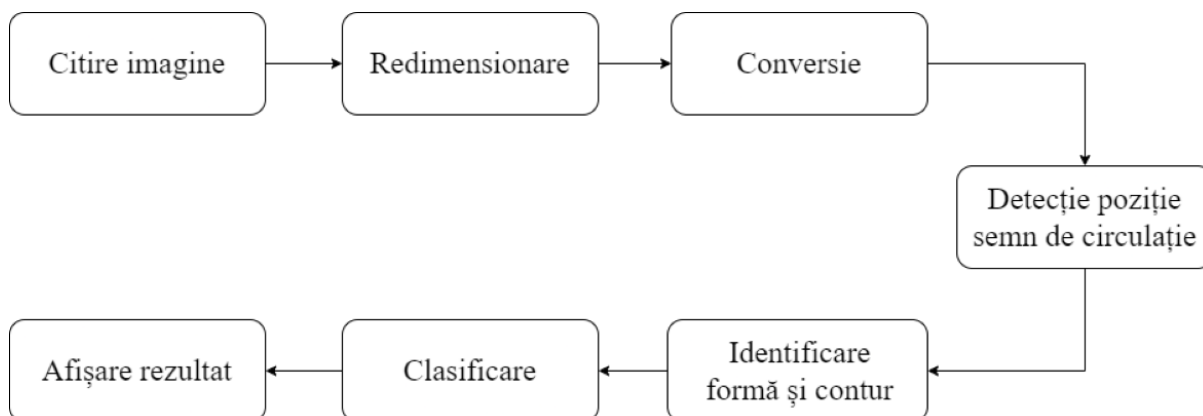 Citire imagine
Redimensionare
Conversie
Detecție poziție
semn de circulație
Identificare
formă și contur
Clasificare
Afișare rezultat